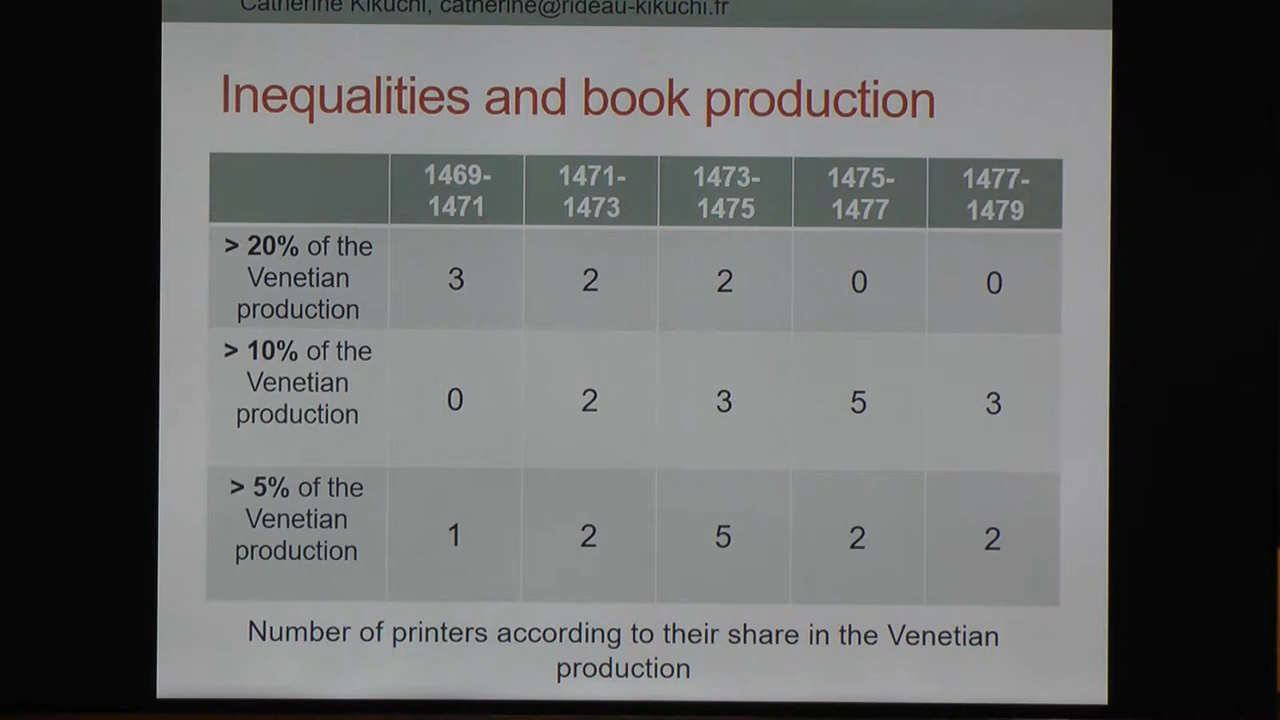 Catherine Kikuchi, catherine@rideau-kikuchi.fr
Inequalities and book production
1469-
1471
1471-
1473
1473-
1475
1475-
1477
1477-
1479
> 20% of the
Venetian
production
3
2
2
0
0
> 10% of the
Venetian
production
0
2
3
5
3
> 5% of the
Venetian
production
1
2
5
2
2
Number of printers according to their share in the Venetian
production